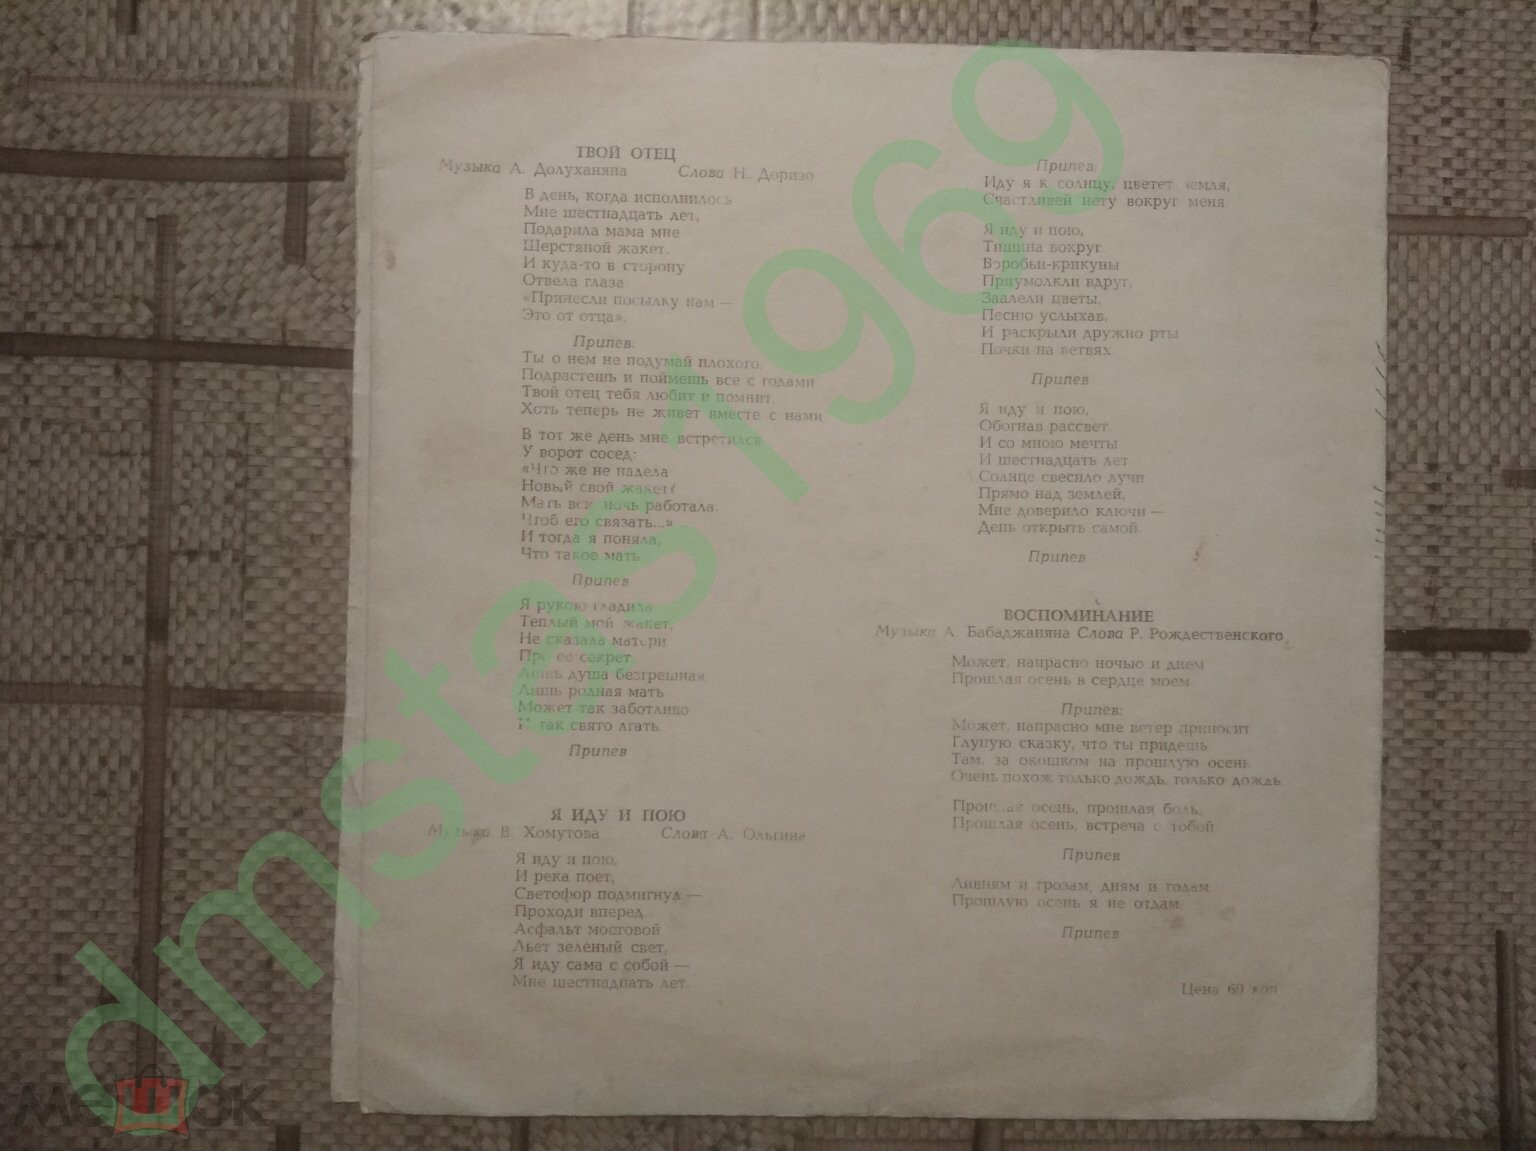 ТВОЙ ОТЕЦ
Музыка А. Долуханяна Слова Н. Доризо
В день, когда исполнилось
Мне шестнадцать лет,
Подарила мама мне
Шерстяной жакет.
И куда-то в сторону
Отвела глаза.
«Принесли посылку нам —
Это от отца».
Припев:
Ты о нем не подумай плохого.
Подрастешь и поймешь все с годами
Твой отец тебя любит и помнит,
Хоть теперь не живет вместе с нами
В тот же день мне встретился
У ворот сосед:
«Что же не надела
Новый свой жакет?
Мать всю ночь работала,
Чтоб его связать...»
И тогда я поняла,
Что такое мать
Припев
Я рукою гладила
Теплый мой жакет,
Не сказала матери
Про ее секрет.
Лишь душа безгрешная,
Лишь родная мать
Может так заботливо
И так свято лгать.
Припев
Я ИДУ И ПОЮ
Музыка В. Хомутова Слова А. Ольгина
Я иду и пою,
И река поет,
Светофор подмигнул —
Проходи вперед.
Асфальт мостовой
Льет зеленый свет,
Я иду сама с собой —
Мне шестнадцать лет.
Припев:
Иду я к солнцу, цветет земля,
Счастливей нету вокруг меня.
Я иду и пою,
Тишина вокруг.
Воробьи-крикуны
Приумолкли вдруг,
Заалели цветы,
Песню услыхав,
И раскрыли дружно рты
Почки на ветвях
Припев
Я иду и пою,
Обогнав рассвет.
И со мною мечты
И шестнадцать лет.
Солнце свесило лучи
Прямо над землей,
Мне доверило ключи —
День открыть самой.
Припев
ВОСПОМИНАНИЕ
Музыка А. Бабаджаняна Слова Р. Рождественского
Может, напрасно ночью и днем
Прошлая осень в сердце моем.
Припев:
Может, напрасно мне ветер приносит
Глупую сказку, что ты придешь
Там, за окошком на прошлую осень
Очень похож только дождь, только дождь
Прошлая осень, прошлая боль,
Прошлая осень, встреча с тобой.
Припев
Ливням и грозам, дням и годам
Прошлую осень я не отдам.
Припев
Цена 60 коп
dmstas1969
мешок